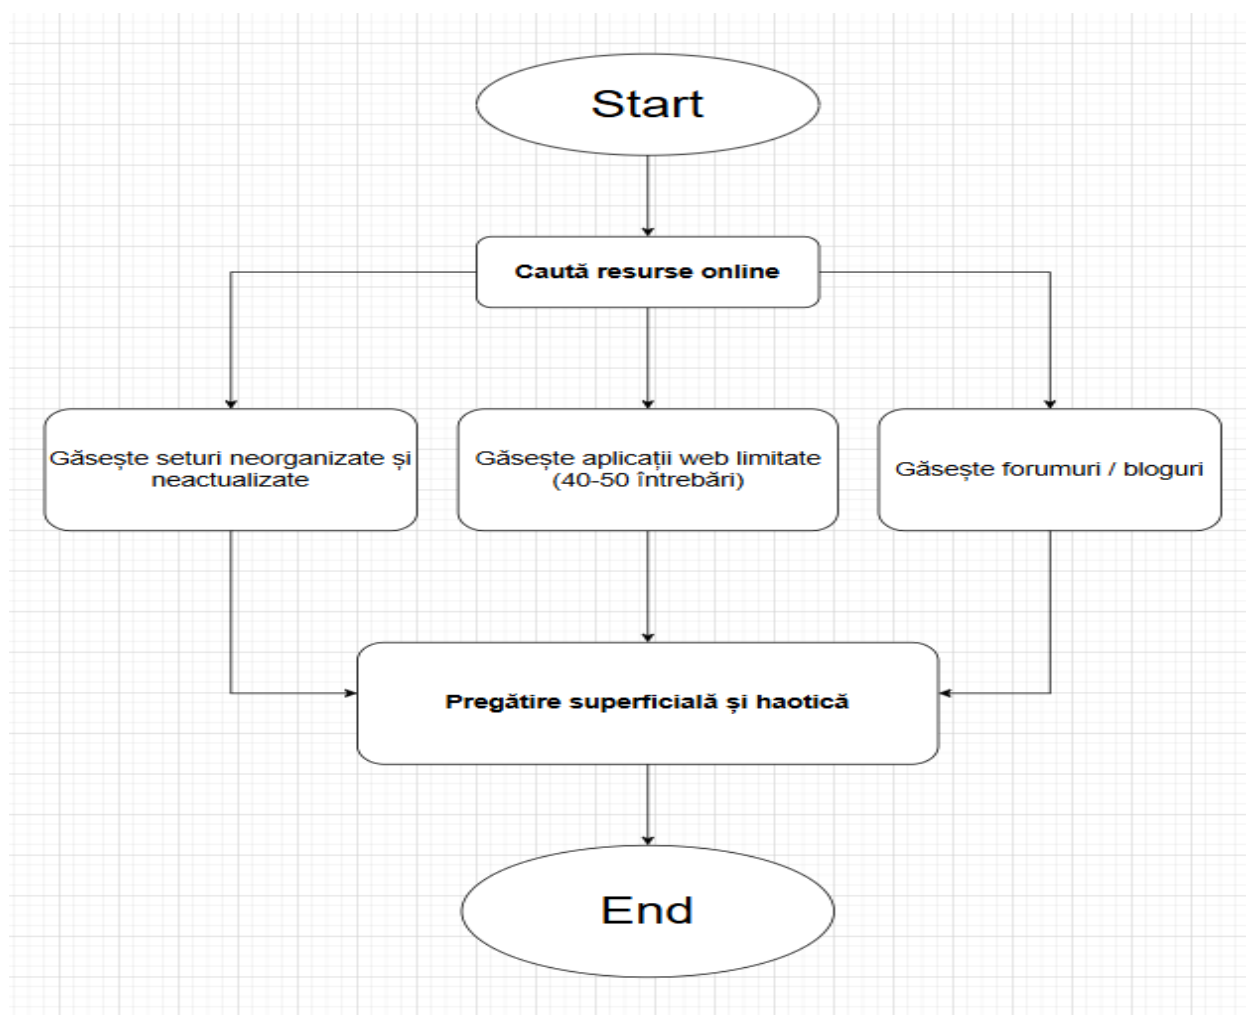 Start
Caută resurse online
Găsește seturi neorganizate și
neactualizate
Găsește aplicații web limitate
(40-50 întrebări)
Găsește forumuri / bloguri
Pregătire superficială și haotică
End